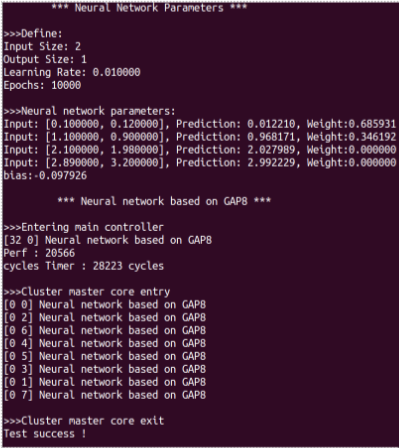 *** Neural Network Parameters ***
>>>Define:
Input Size: 2
Output Size: 1
Learning Rate: 0.010000
Epochs: 10000
>>>Neural network parameters:
Input: [0.100000, 0.120000], Prediction: 0.012210, Weight:0.685931
Input: [1.100000, 0.900000], Prediction: 0.968171, Weight:0.346192
Input: [2.100000, 1.980000], Prediction: 2.027989, Weight:0.000000
Input: [2.890000, 3.200000], Prediction: 2.992229, Weight:0.000000
bias:-0.097926
*** Neural network based on GAP8 ***
>>>Entering main controller
[32 0] Neural network based on GAP8
Perf : 20566
cycles Timer : 28223 cycles
>>>Cluster master core entry
[0 0] Neural network based on GAP8
[0 2] Neural network based on GAP8
[0 6] Neural network based on GAP8
[0 4] Neural network based on GAP8
[0 5] Neural network based on GAP8
[0 3] Neural network based on GAP8
[0 1] Neural network based on GAP8
[0 7] Neural network based on GAP8
>>>Cluster master core exit
Test success !